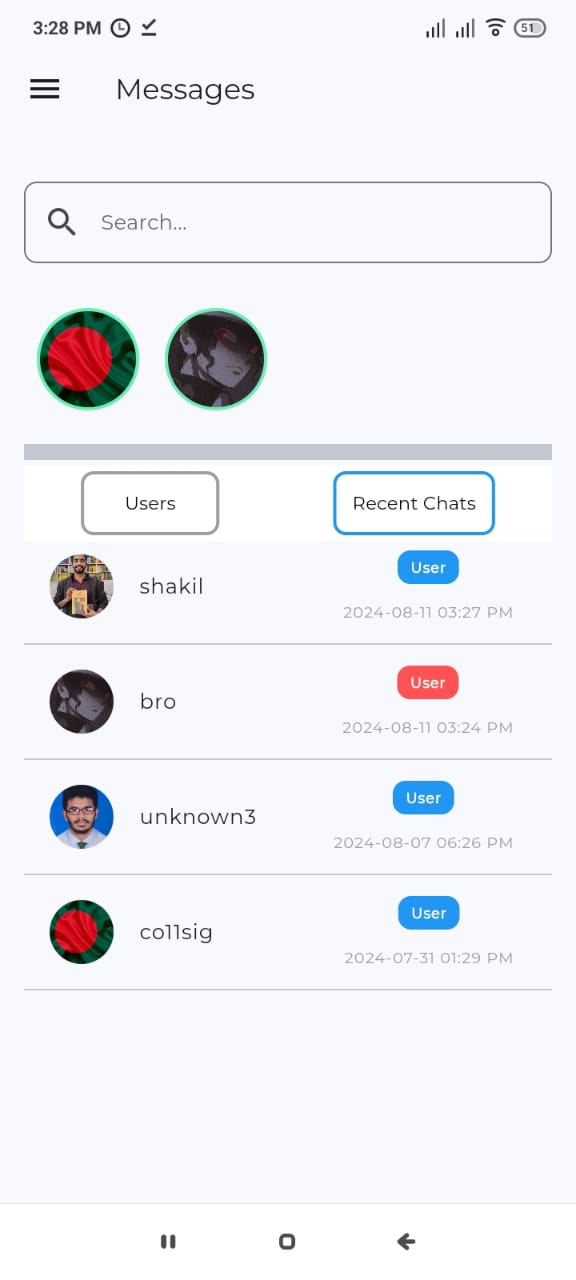 3:28 PM
51
Messages
Search...
Users
Recent Chats
User
shakil
2024-08-11 03:27 PM
User
bro
2024-08-11 03:24 PM
User
unknown3
2024-08-07 06:26 PM
User
co11sig
2024-07-31 01:29 PM